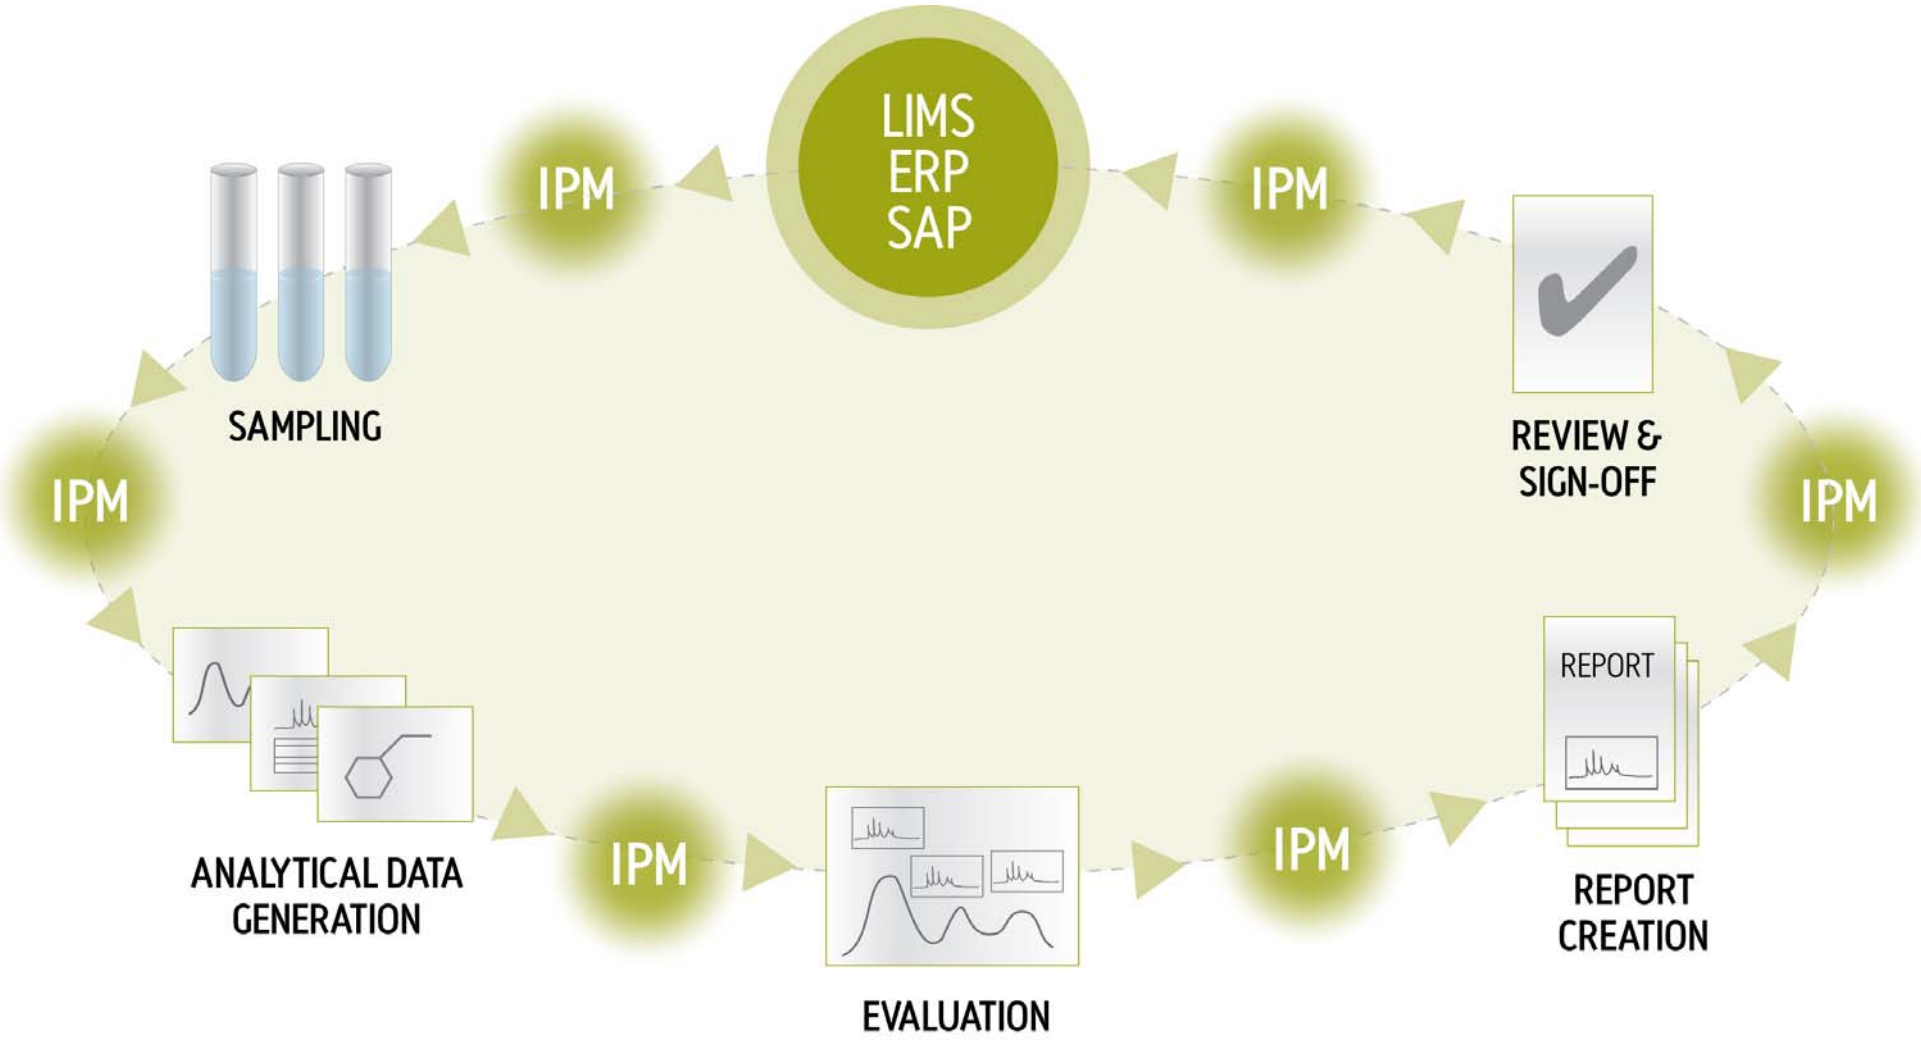 LIMS
ERP
SAP
IPM
IPM
SAMPLING
REVIEW &
SIGN-OFF
IPM
IPM
REPORT
ANALYTICAL DATA
GENERATION
IPM
IPM
REPORT
CREATION
EVALUATION